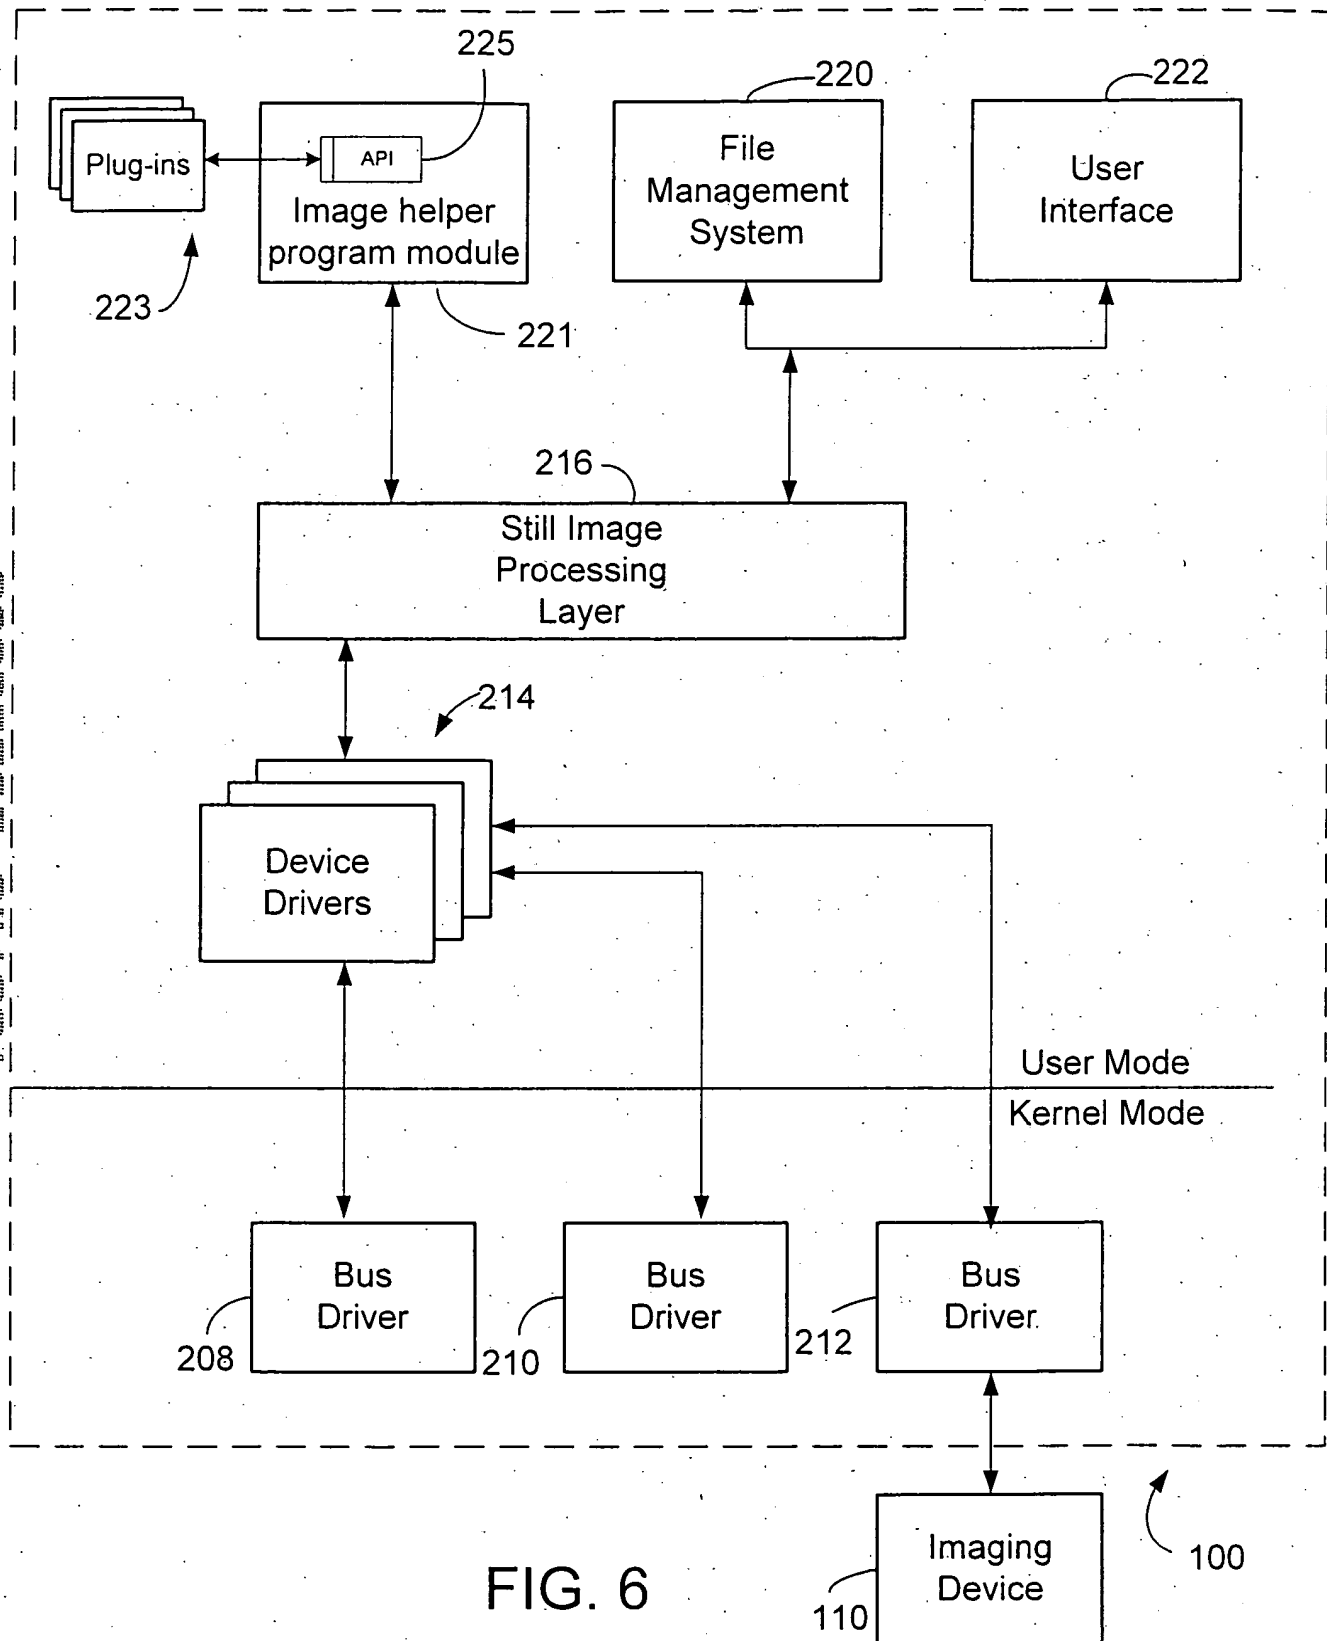 225
220
222
Plug-ins
API
Image helper
program module
File
Management
System
User
Interface
223
221
216
Still Image
Processing
Layer
214
Device
Drivers
User Mode
Kernel Mode
Bus
Driver
Bus
Driver
Bus
Driver
208
210
212
Imaging
Device
100
110
FIG. 6